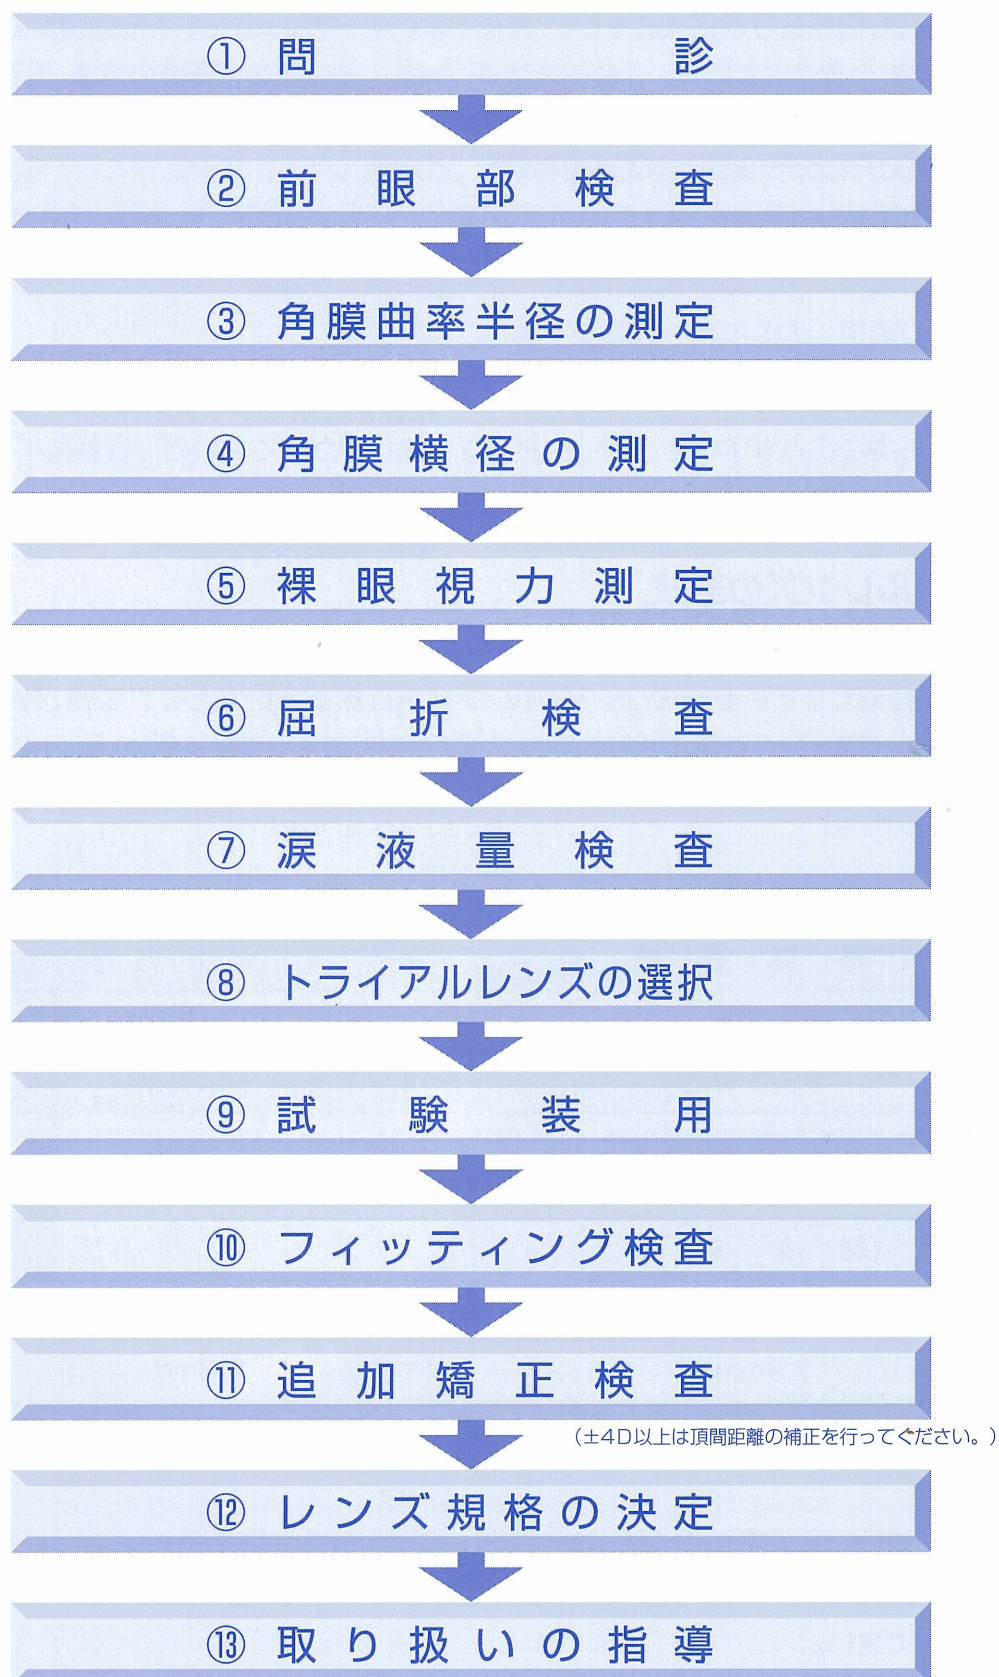 ① 問診
② 前眼部検査
③ 角膜曲率半径の測定
④ 角膜横径の測定
⑤ 裸眼視力測定
⑥ 屈折検査
⑦ 涙液量検査
⑧ トライアルレンズの選択
⑨ 試験装用
⑩ フィッティング検査
⑪ 追加矯正検査
（±4D以上は頂間距離の補正を行ってください。）
⑫ レンズ規格の決定
⑬ 取り扱いの指導